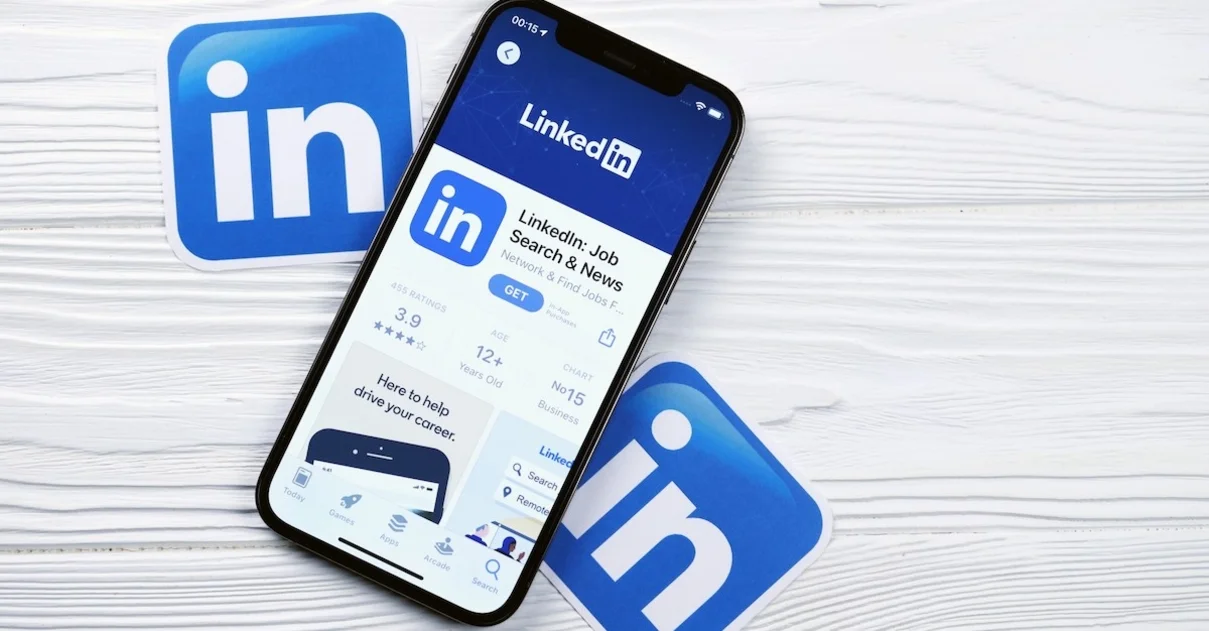 in
00:15
LinkedIn
in
LinkedIn: Job
Search & News
Network & Find Jobs F...
GET
In-App
Purchases
455 RATINGS
3.9
AGE
12+
Years Old
CHART
No15
Business
Here to help
drive your career.
Linked
Search
Remote
Today
Games
Apps
Arcade
Search
in